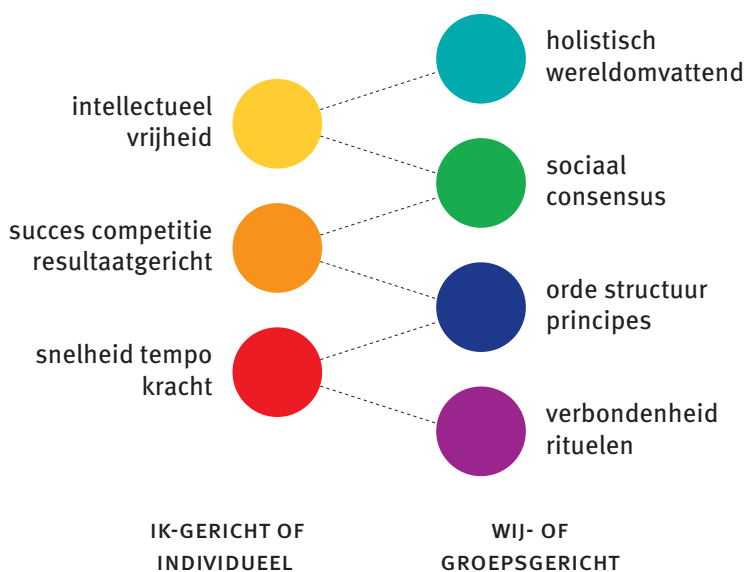 holistisch
wereldomvattend
intellectueel
vrijheid
sociaal
consensus
succes competitie
resultaatgericht
orde structuur
principes
snelheid tempo
kracht
verbondenheid
rituelen
IK-GERICHT OF
INDIVIDUEEL
WIJ- OF
GROEPSGERICHT